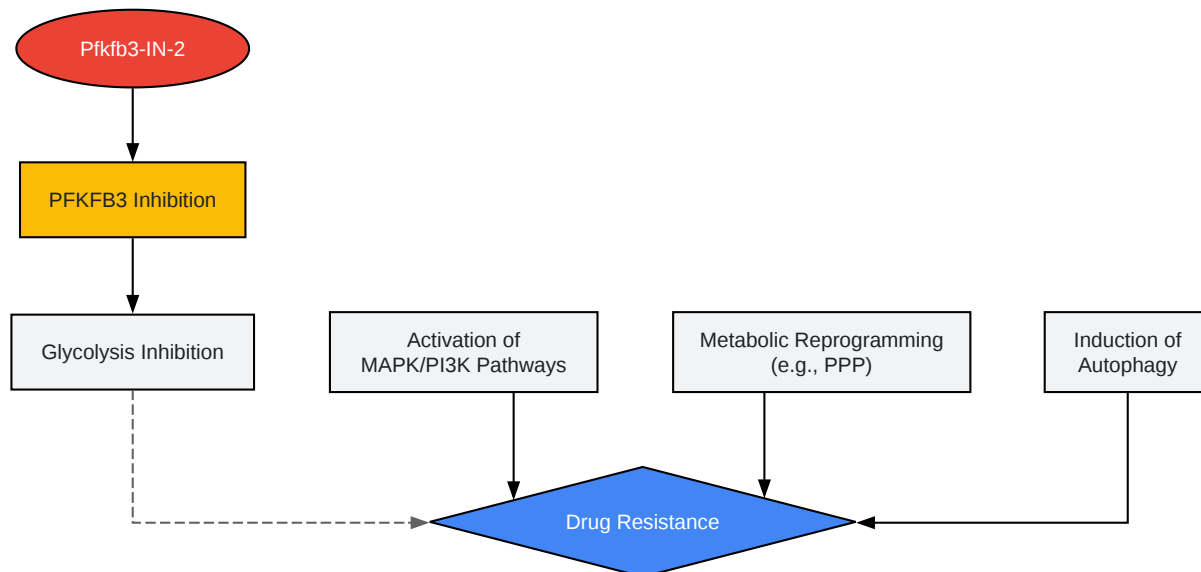 Pfkfb3-IN-2
PFKFB3 Inhibition
Glycolysis Inhibition
Activation of
MAPK/PI3K Pathways
Metabolic Reprogramming
(e.g., PPP)
Induction of
Autophagy
Drug Resistance